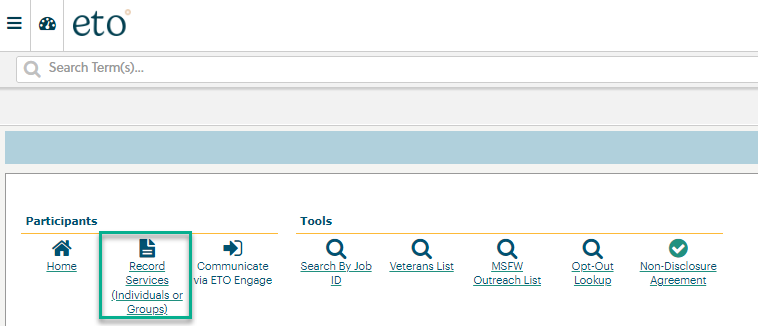 eto
Search Term(s)...
Participants
Tools
Home
Record
Services
(Individuals or
Groups)
Communicate
via ETO Engage
Search By Job
ID
Veterans List
MSFW
Outreach List
Opt-Out
Lookup
Non-Disclosure
Agreement